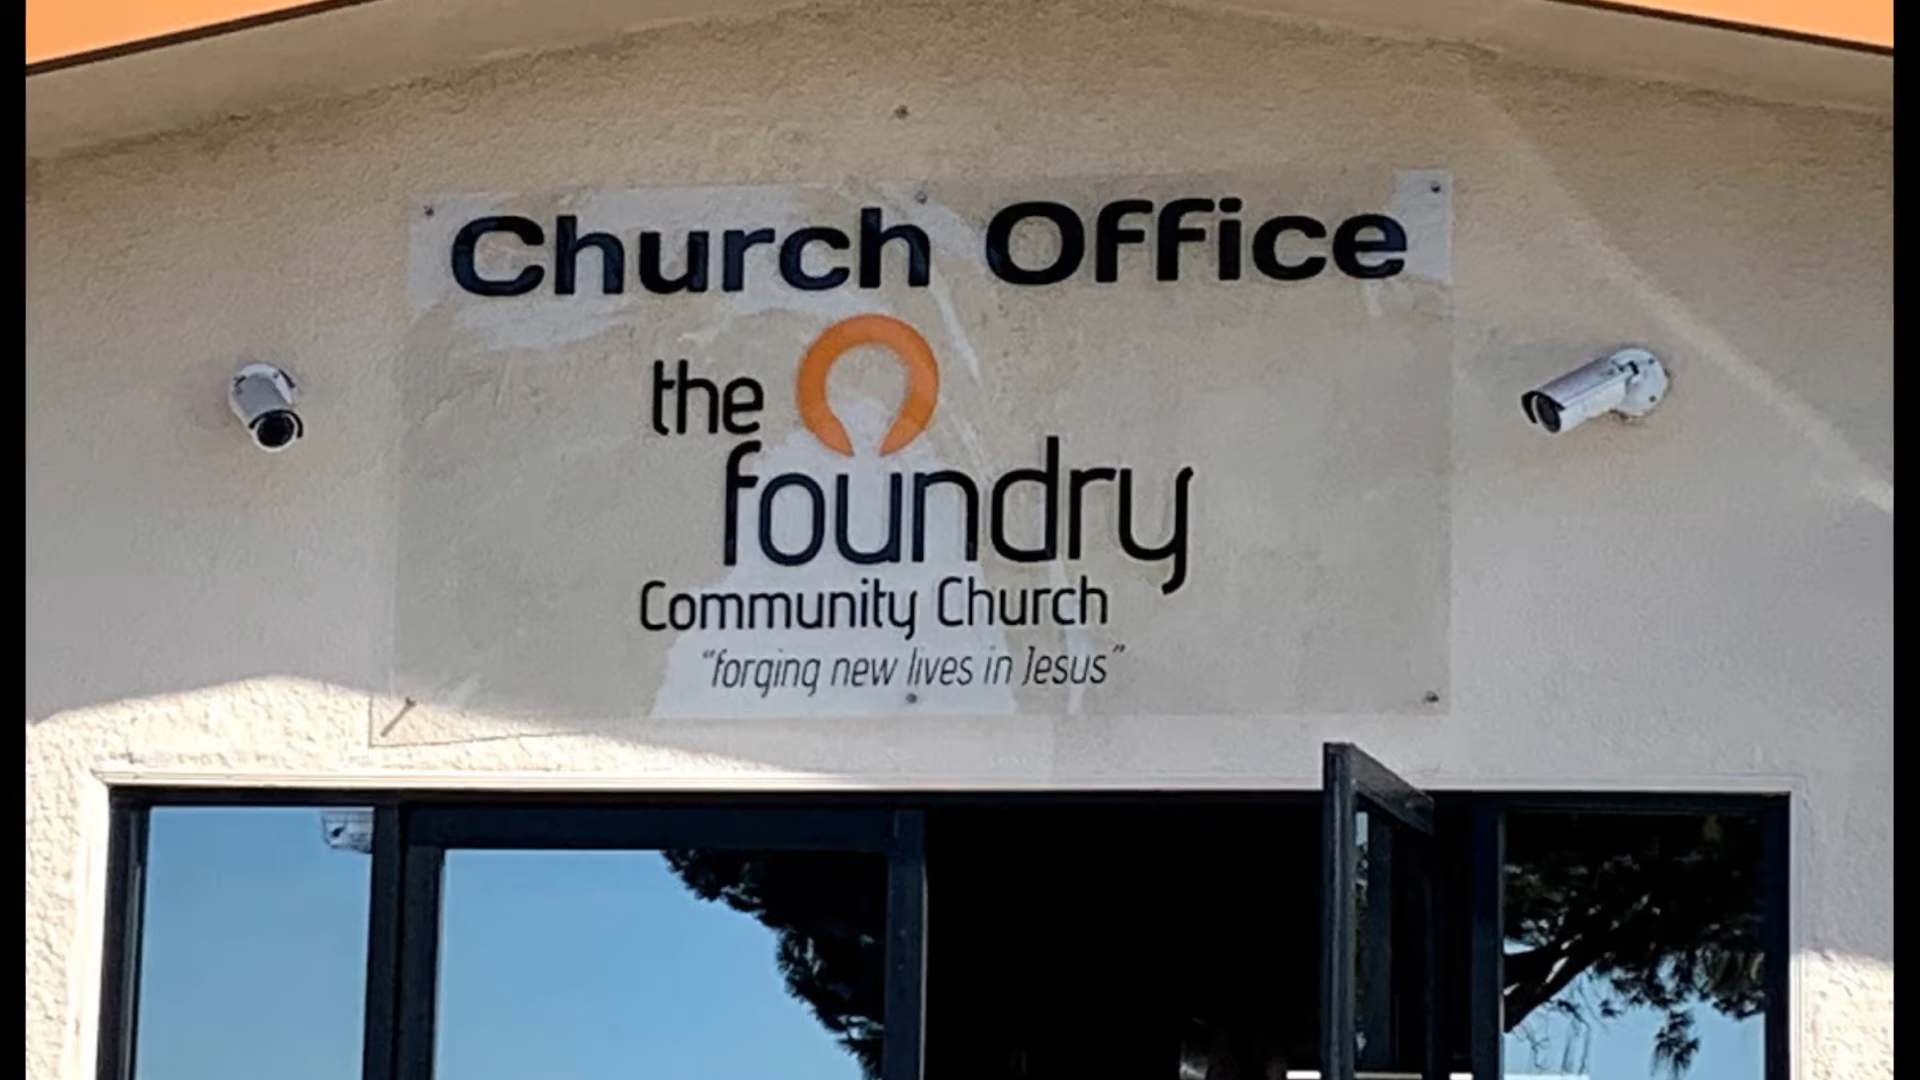 Church Office
the
foundry
Community Church
“forging new lives in Jesus”